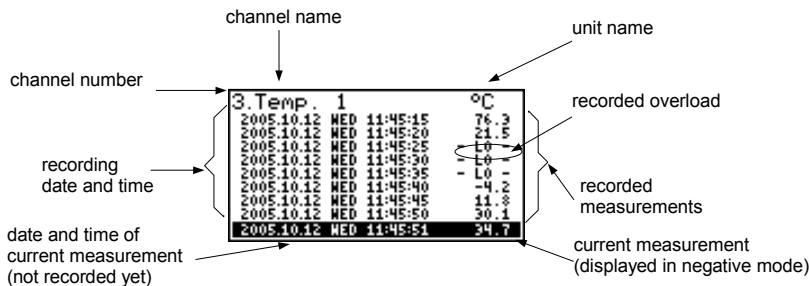 channel name
unit name
channel number
recorded overload
3.Temp. 1 °C
2005.10.12 WED 11:45:15 76.3
2005.10.12 WED 11:45:20 21.5
2005.10.12 WED 11:45:25 - LO -
2005.10.12 WED 11:45:30 - LO -
2005.10.12 WED 11:45:35 - LO -
2005.10.12 WED 11:45:40 -4.2
2005.10.12 WED 11:45:45 11.8
2005.10.12 WED 11:45:50 30.1
2005.10.12 WED 11:45:51 34.7
recording
date and time
recorded
measurements
date and time of
current measurement
(not recorded yet)
current measurement
(displayed in negative mode)